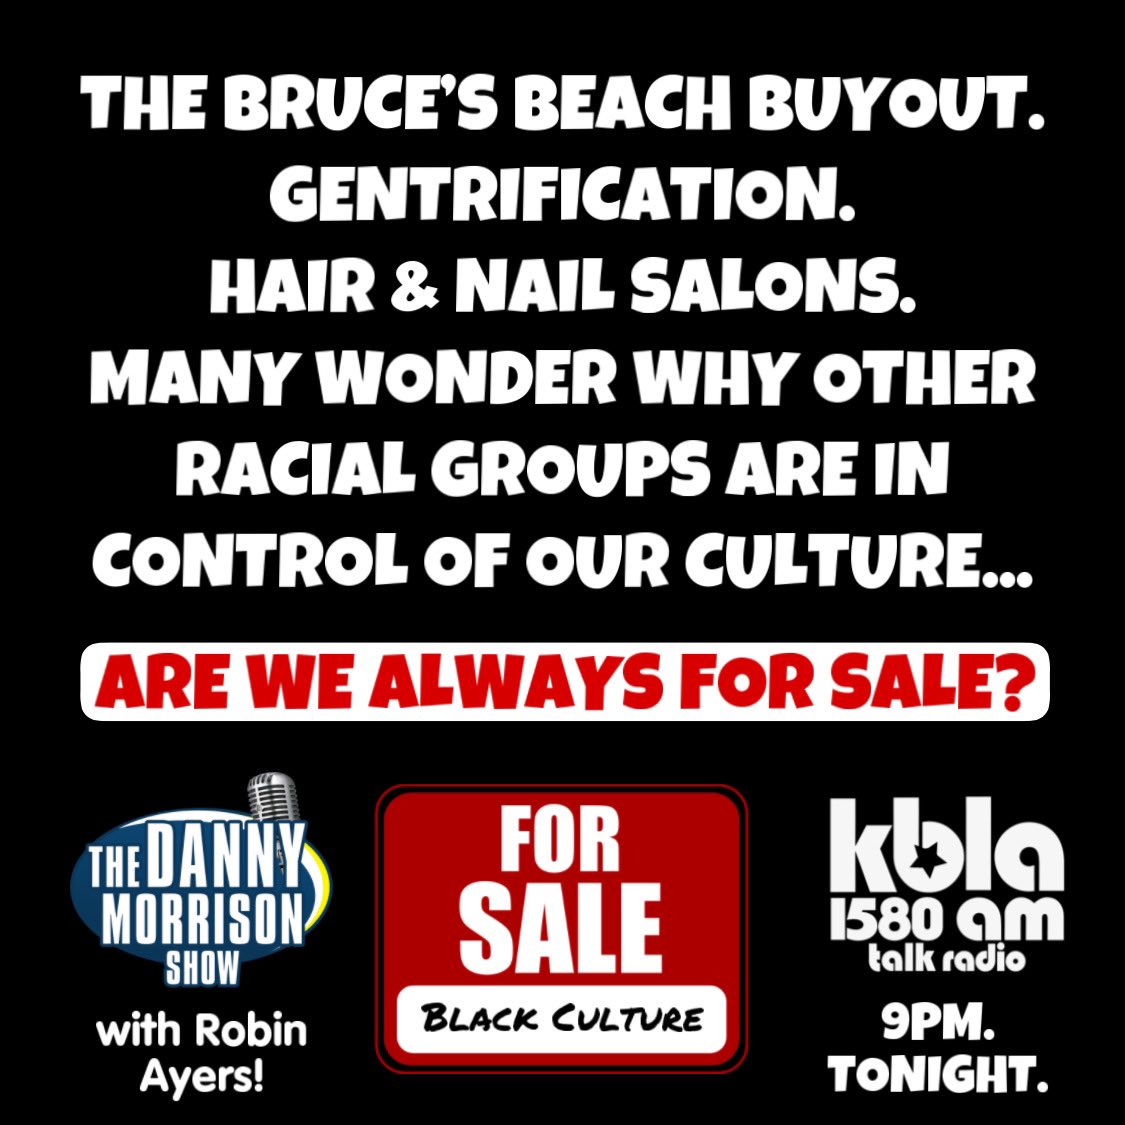 THE BRUCE'S BEACH BUYOUT.
GENTRIFICATION.
HAIR & NAIL SALONS.
MANY WONDER WHY OTHER
RACIAL GROUPS ARE IN
CONTROL OF OUR CULTURE...
ARE WE ALWAYS FOR SALE?
THE DANNY
MORRISON
SHOW
with Robin
Ayers!
FOR
SALE
BLACK CULTURE
kbla
1580 am
talk radio
9PM.
TONIGHT.